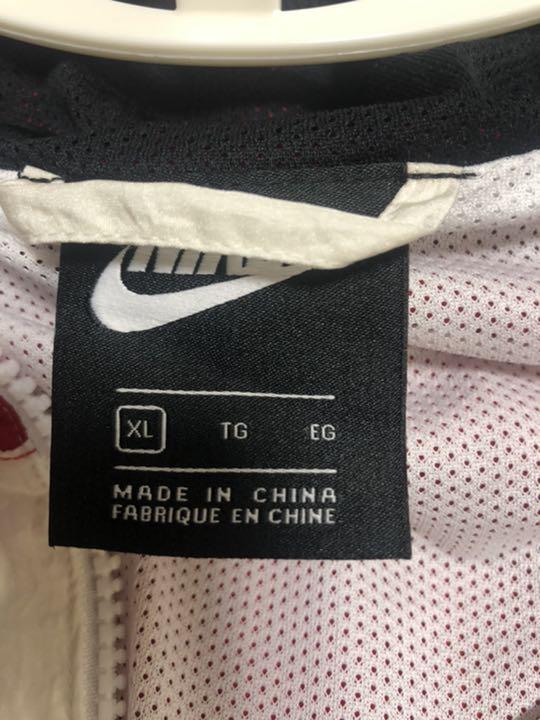 XL TG EG
MADE IN CHINA
FABRIQUE EN CHINE